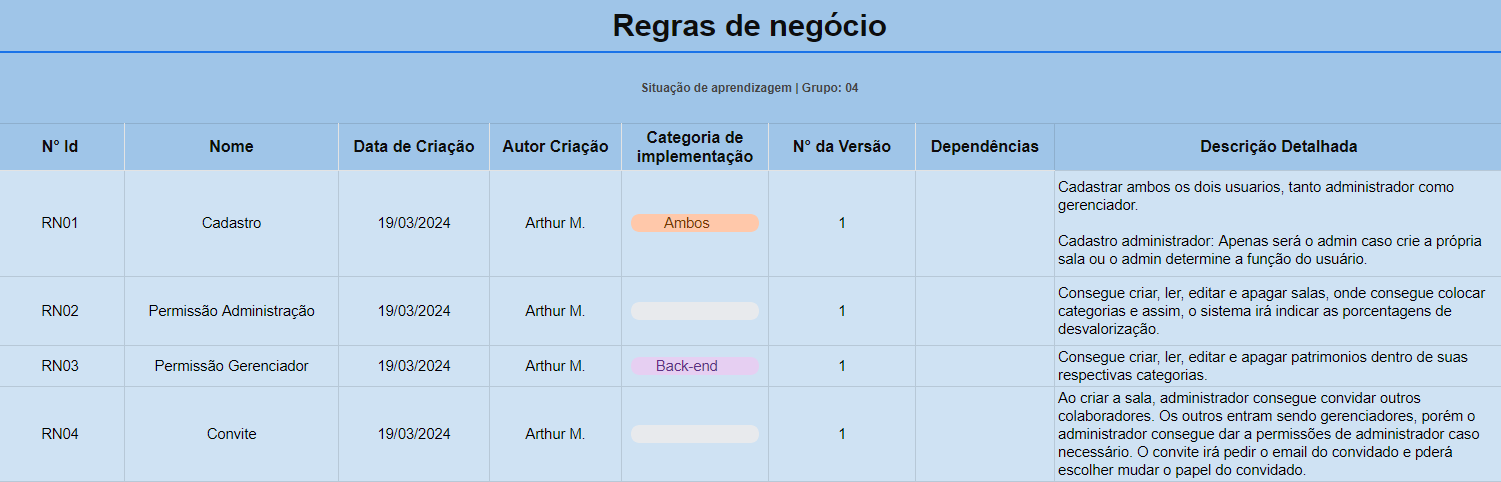 Regras de negócio
Situação de aprendizagem | Grupo: 04
N° Id
Nome
Data de Criação
Autor Criação
Categoria de
implementação
N° da Versão
Dependências
Descrição Detalhada
RN01
Cadastro
19/03/2024
Arthur M.
Ambos
1
Cadastrar ambos os dois usuarios, tanto administrador como
gerenciador.
Cadastro administrador: Apenas será o admin caso crie a própria
sala ou o admin determine a função do usuário.
RN02
Permissão Administração
19/03/2024
Arthur M.
1
Consegue criar, ler, editar e apagar salas, onde consegue colocar
categorias e assim, o sistema irá indicar as porcentagens de
desvalorização.
RN03
Permissão Gerenciador
19/03/2024
Arthur M.
Back-end
1
Consegue criar, ler, editar e apagar patrimonios dentro de suas
respectivas categorias.
RN04
Convite
19/03/2024
Arthur M.
1
Ao criar a sala, administrador consegue convidar outros
colaboradores. Os outros entram sendo gerenciadores, porém o
administrador consegue dar a permissões de administrador caso
necessário. O convite irá pedir o email do convidado e pderá
escolher mudar o papel do convidado.